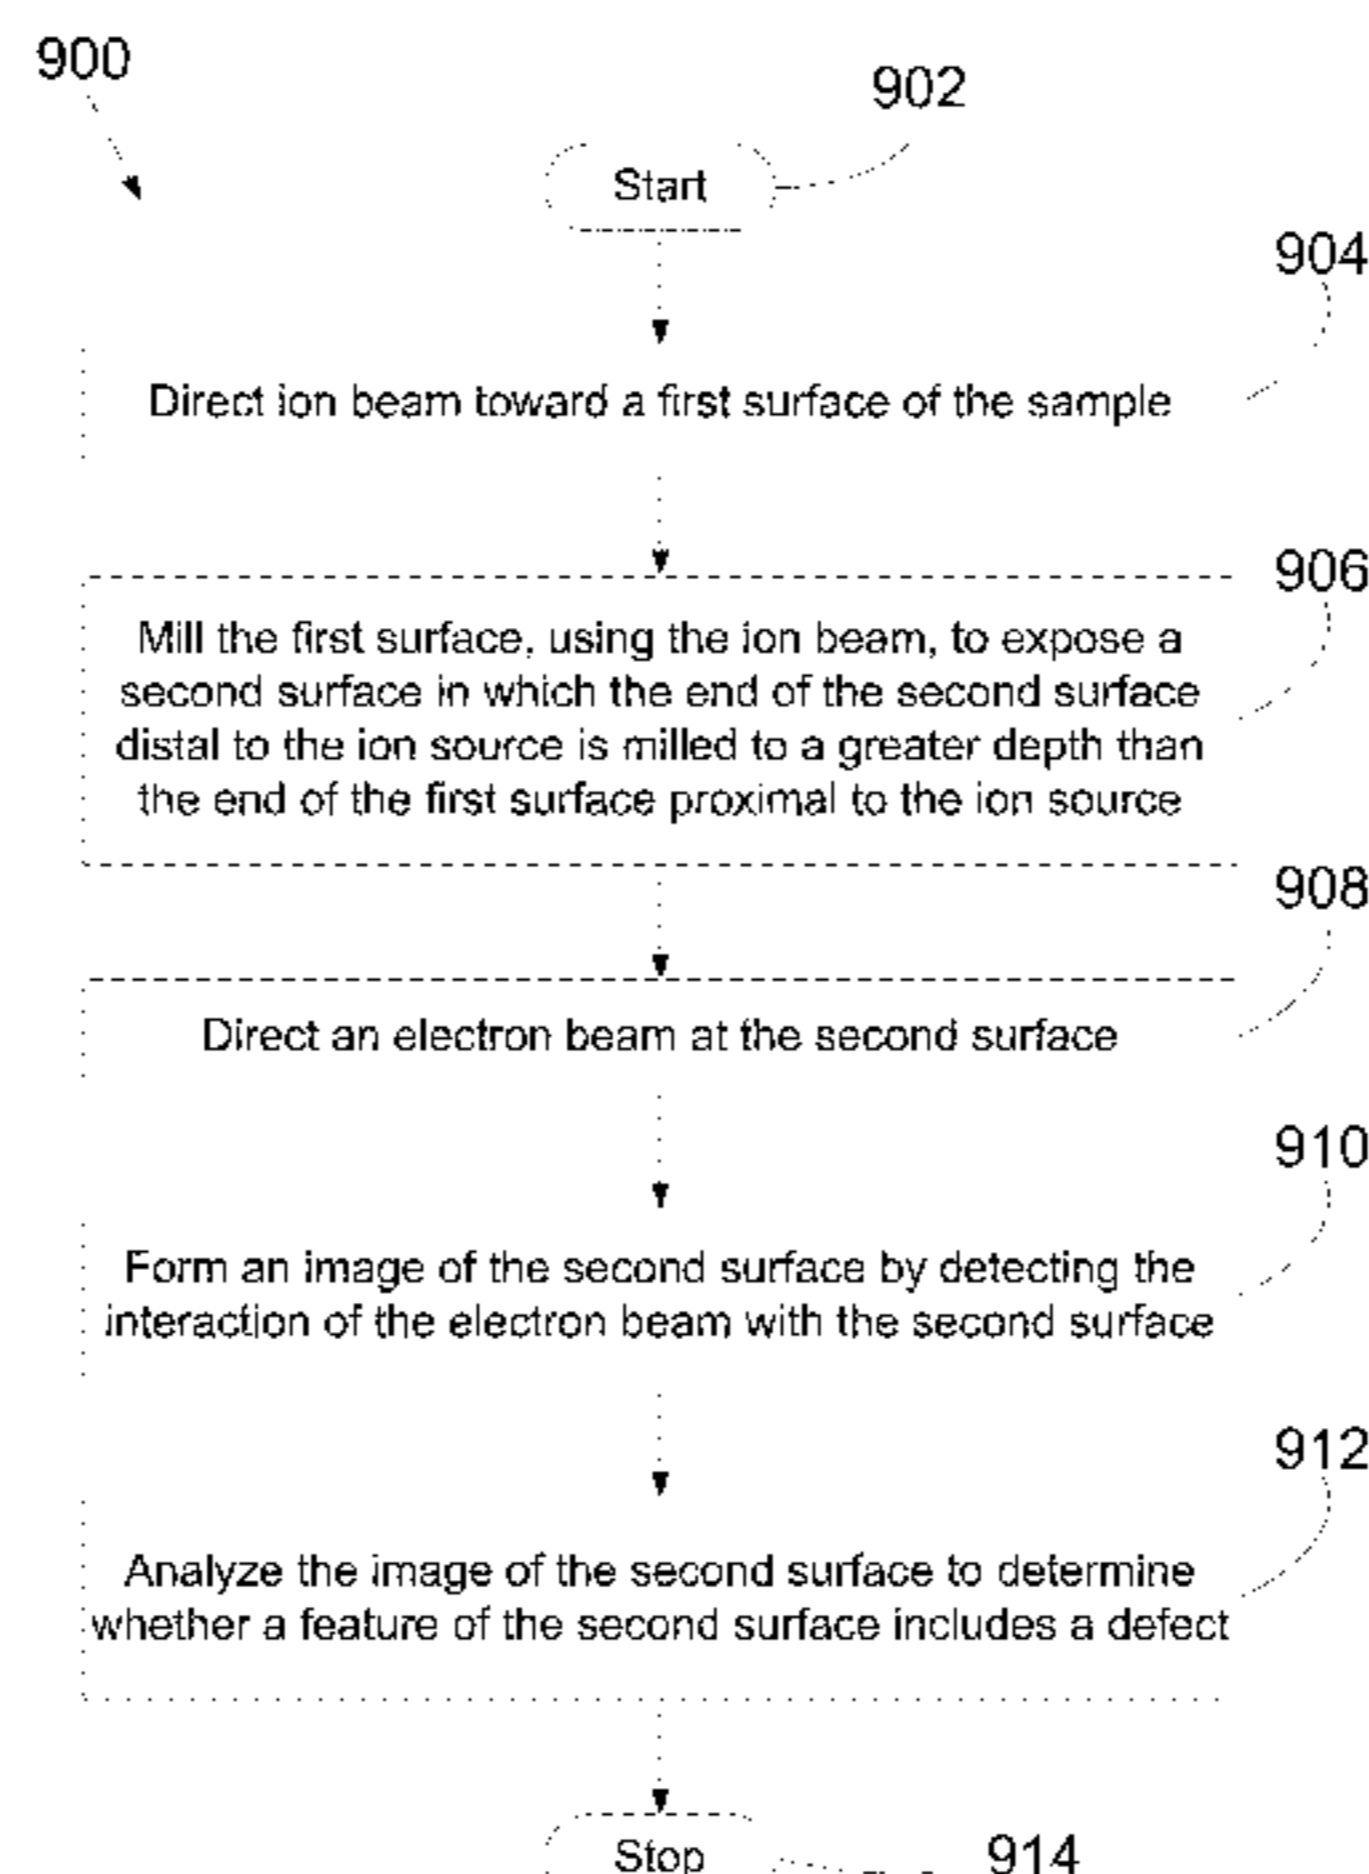 900
902
Start
904
Direct ion beam toward a first surface of the sample
906
Mill the first surface, using the ion beam, to expose a
second surface in which the end of the second surface
distal to the ion source is milled to a greater depth than
the end of the first surface proximal to the ion source
908
Direct an electron beam at the second surface
910
Form an image of the second surface by detecting the
interaction of the electron beam with the second surface
912
Analyze the image of the second surface to determine
whether a feature of the second surface includes a defect
Stop
914